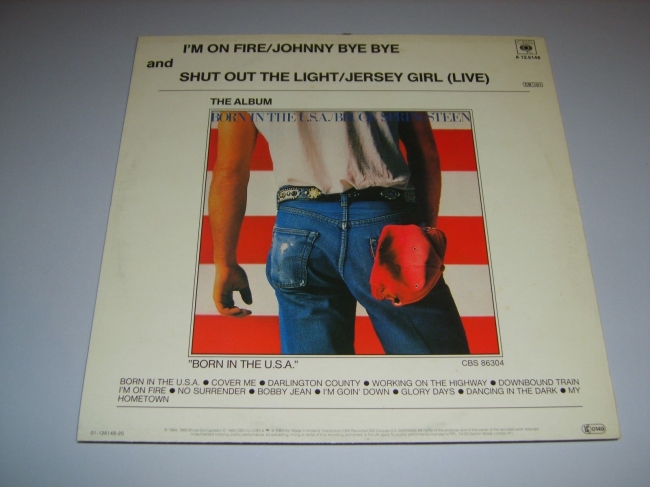 I'M ON FIRE/JOHNNY BYE BYE
and
SHUT OUT THE LIGHT/JERSEY GIRL (LIVE)
CBS
THE ALBUM
BORN IN THE U.S.A./BRUCE SPRINGSTEEN
"BORN IN THE U.S.A."
CBS 86304
BORN IN THE U.S.A. ● COVER ME ● DARLINGTON COUNTY ● WORKING ON THE HIGHWAY ● DOWNBOUND TRAIN
I'M ON FIRE ● NO SURRENDER ● BOBBY JEAN ● I'M GOIN' DOWN ● GLORY DAYS ● DANCING IN THE DARK ● MY
HOMETOWN